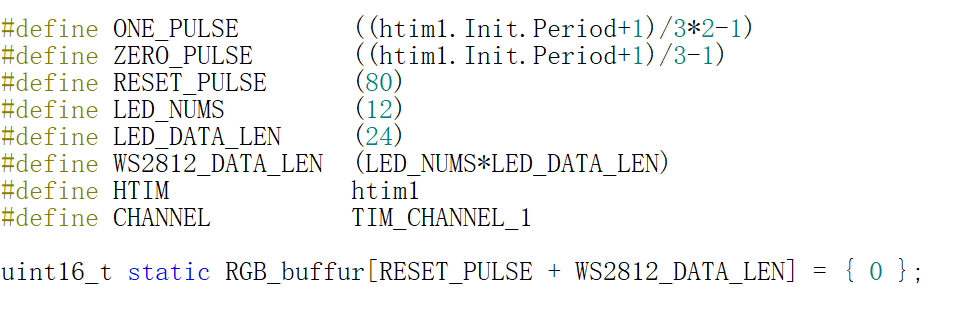 #define ONE_PULSE        ((htim1.Init.Period+1)/3*2-1)
#define ZERO_PULSE       ((htim1.Init.Period+1)/3-1)
#define RESET_PULSE      (80)
#define LED_NUMS         (12)
#define LED_DATA_LEN     (24)
#define WS2812_DATA_LEN  (LED_NUMS*LED_DATA_LEN)
#define HTIM             htim1
#define CHANNEL          TIM_CHANNEL_1
uint16_t static RGB_buffur[RESET_PULSE + WS2812_DATA_LEN] = { 0 };